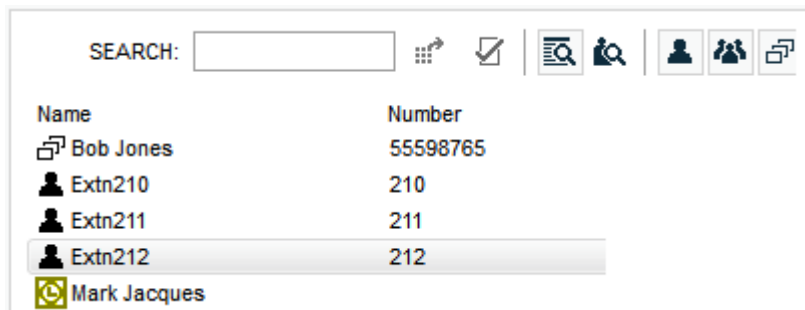 SEARCH:
Name Number
Bob Jones 55598765
Extn210 210
Extn211 211
Extn212 212
Mark Jacques